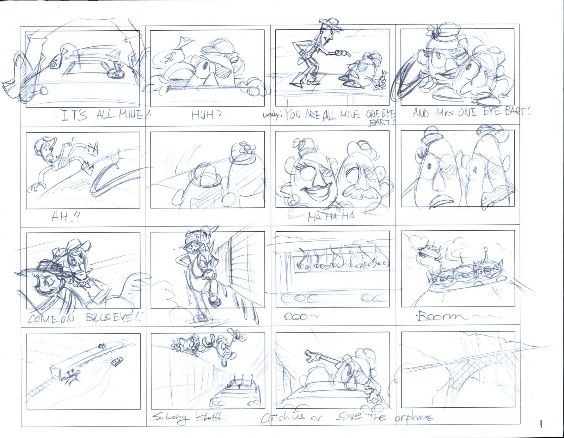 IT'S ALL MINE!
HUH?
woody: YOU ARE ALL MINE ONE EYE
BART!
AND MRS ONE EYE BART!
AH!!
HA HA HA
COME ON BULLSEYE!!
OOO~
Boom
So Long
or Save the orphans